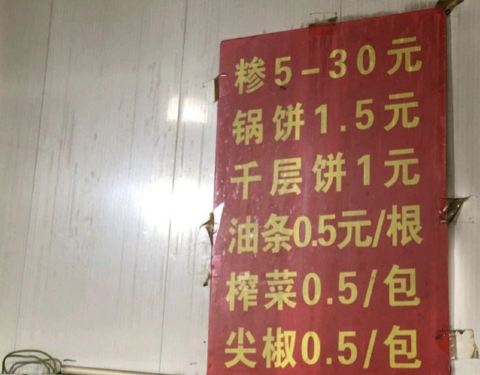 糁5-30元
锅饼1.5元
千层饼1元
油条0.5元/根
榨菜0.5/包
尖椒0.5/包